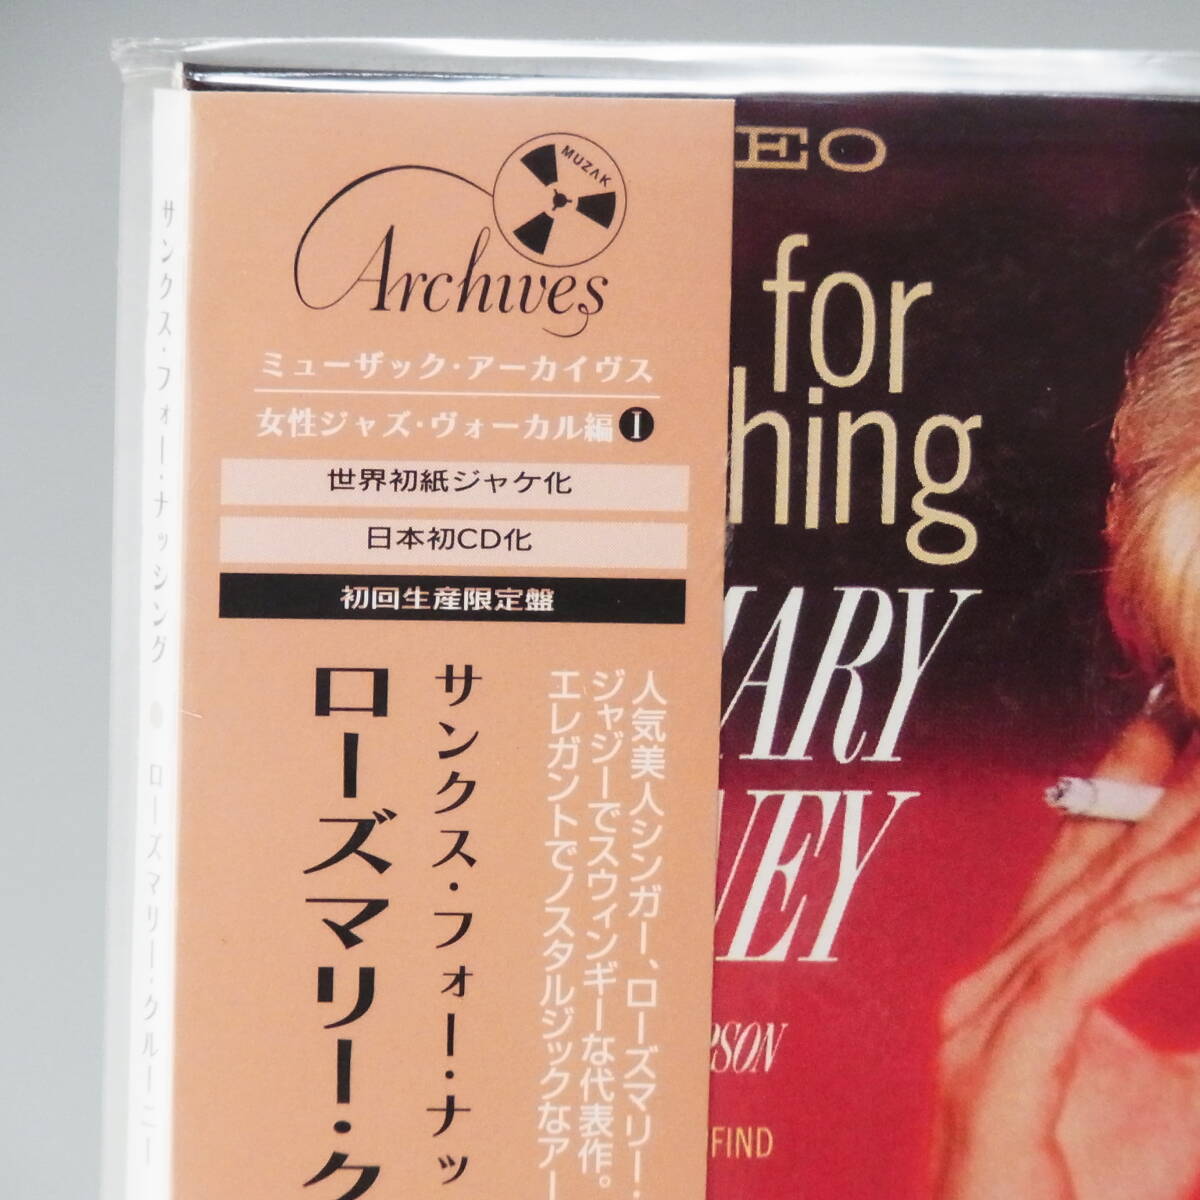 MUZAK
Archives
ミューザック・アーカイヴス
女性ジャズ・ヴォーカル編 I
世界初紙ジャケ化
日本初CD化
初回生産限定盤
人気美人シンガー、ローズマリー・
ジャジーでスウィンギーな代表作。
エレガントでノスタルジックなアー
サンクス・フォー・ナッ
ローズマリー・ク
サンクス・フォー・ナッシング ● ローズマリー・クルーニー
EO
for
hing
MARY
NEY
RSON
FIND